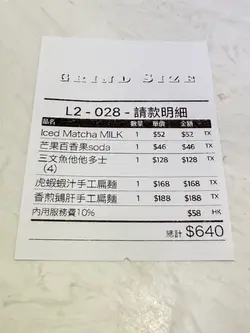 GRIND SIZE
L2 - 028 - 請款明細
品名 數量 單價 金額
Iced Matcha MILK 1 $52 $52 TX
芒果百香果soda 1 $46 $46 TX
三文魚他他多士 1 $128 $128 TX
(4)
虎蝦蝦汁手工扁麵 1 $168 $168 TX
香煎鵝肝手工扁麵 1 $188 $188 TX
內用服務費10% $58 HK
總計 $640